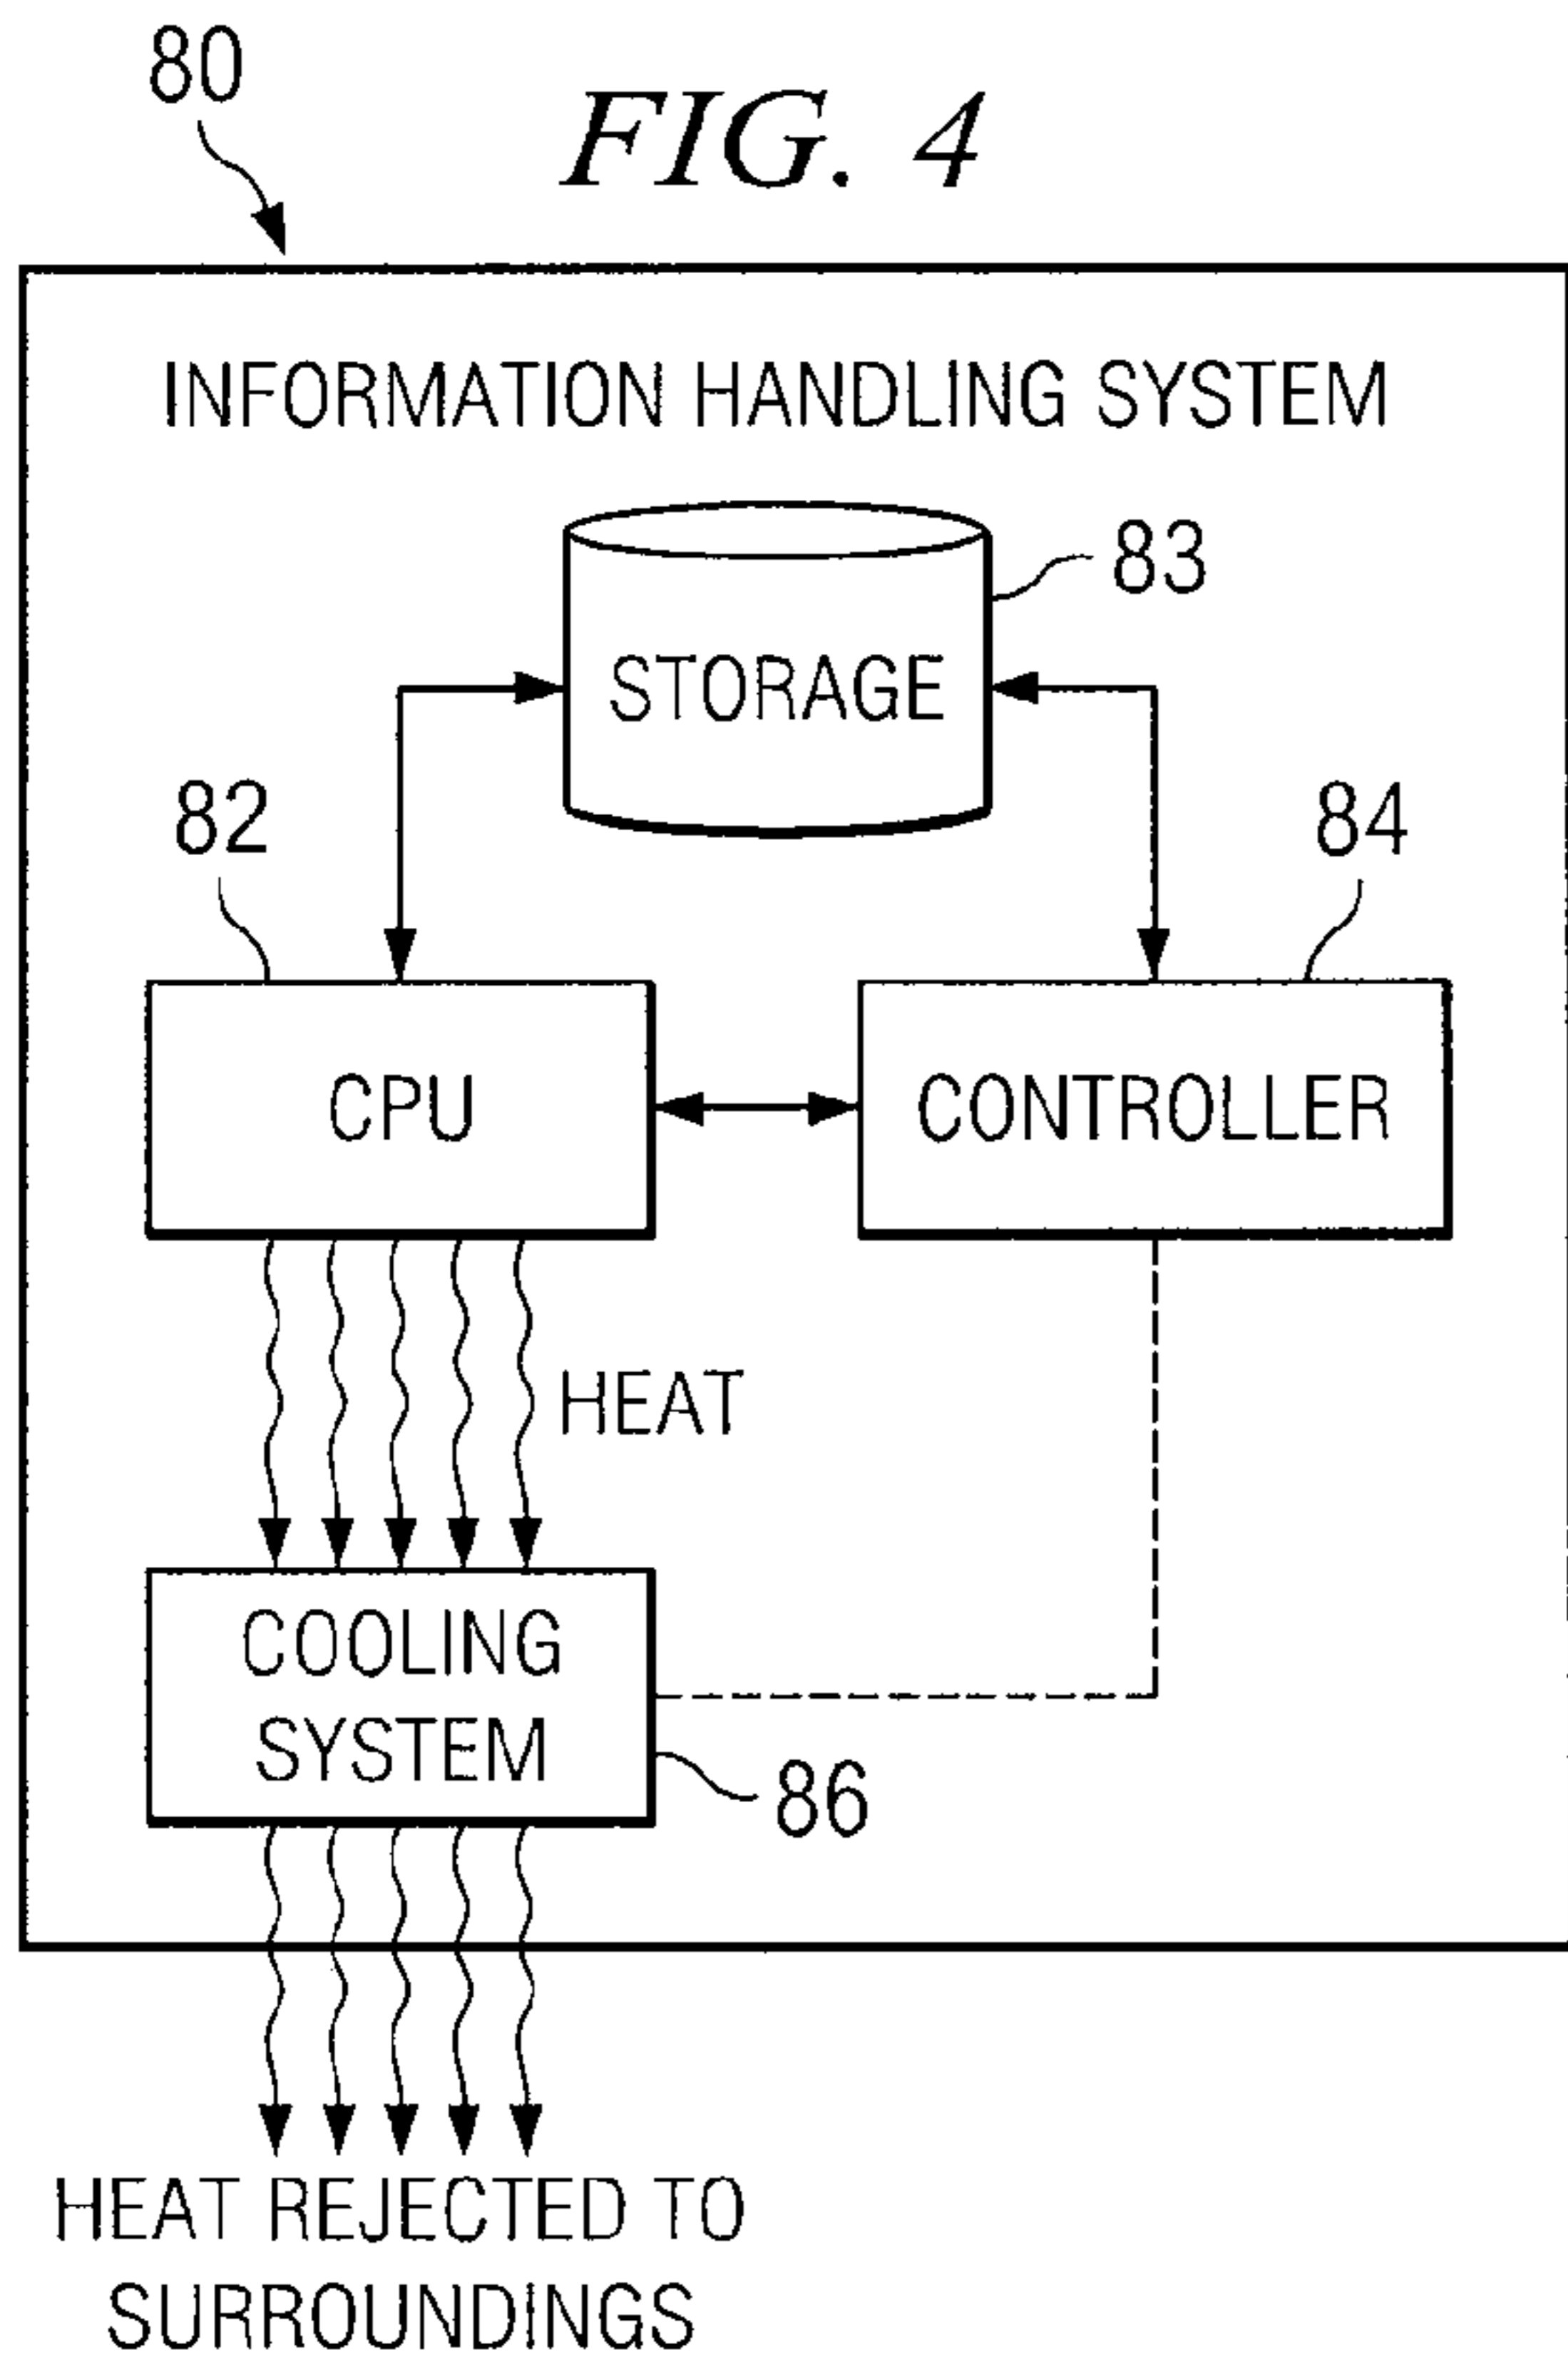 80
FIG. 4
INFORMATION HANDLING SYSTEM
83
STORAGE
82
84
CPU
CONTROLLER
HEAT
COOLING
SYSTEM
86
HEAT REJECTED TO
SURROUNDINGS